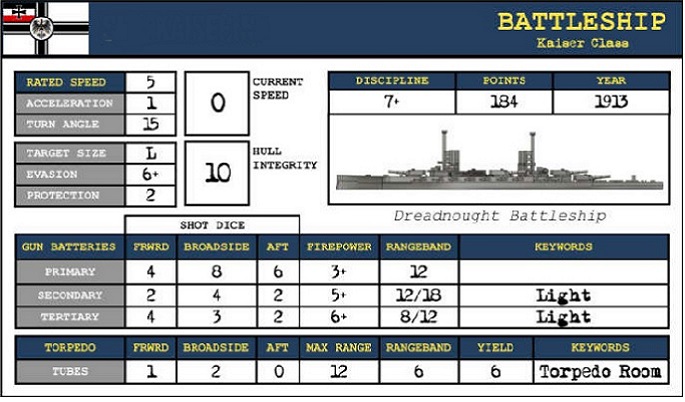 BATTLESHIP
Kaiser Class
RATED SPEED 5
ACCELERATION 1
TURN ANGLE 15
0 CURRENT SPEED
TARGET SIZE L
EVASION 6+
PROTECTION 2
10 HULL INTEGRITY
DISCIPLINE POINTS YEAR
7+ 184 1913
Dreadnought Battleship
SHOT DICE
GUN BATTERIES FRWRD BROADSIDE AFT FIREPOWER RANGEBAND KEYWORDS
PRIMARY 4 8 6 3+ 12
SECONDARY 2 4 2 5+ 12/18 Light
TERTIARY 4 3 2 6+ 8/12 Light
TORPEDO FRWRD BROADSIDE AFT MAX RANGE RANGEBAND YIELD KEYWORDS
TUBES 1 2 0 12 6 6 Torpedo Room